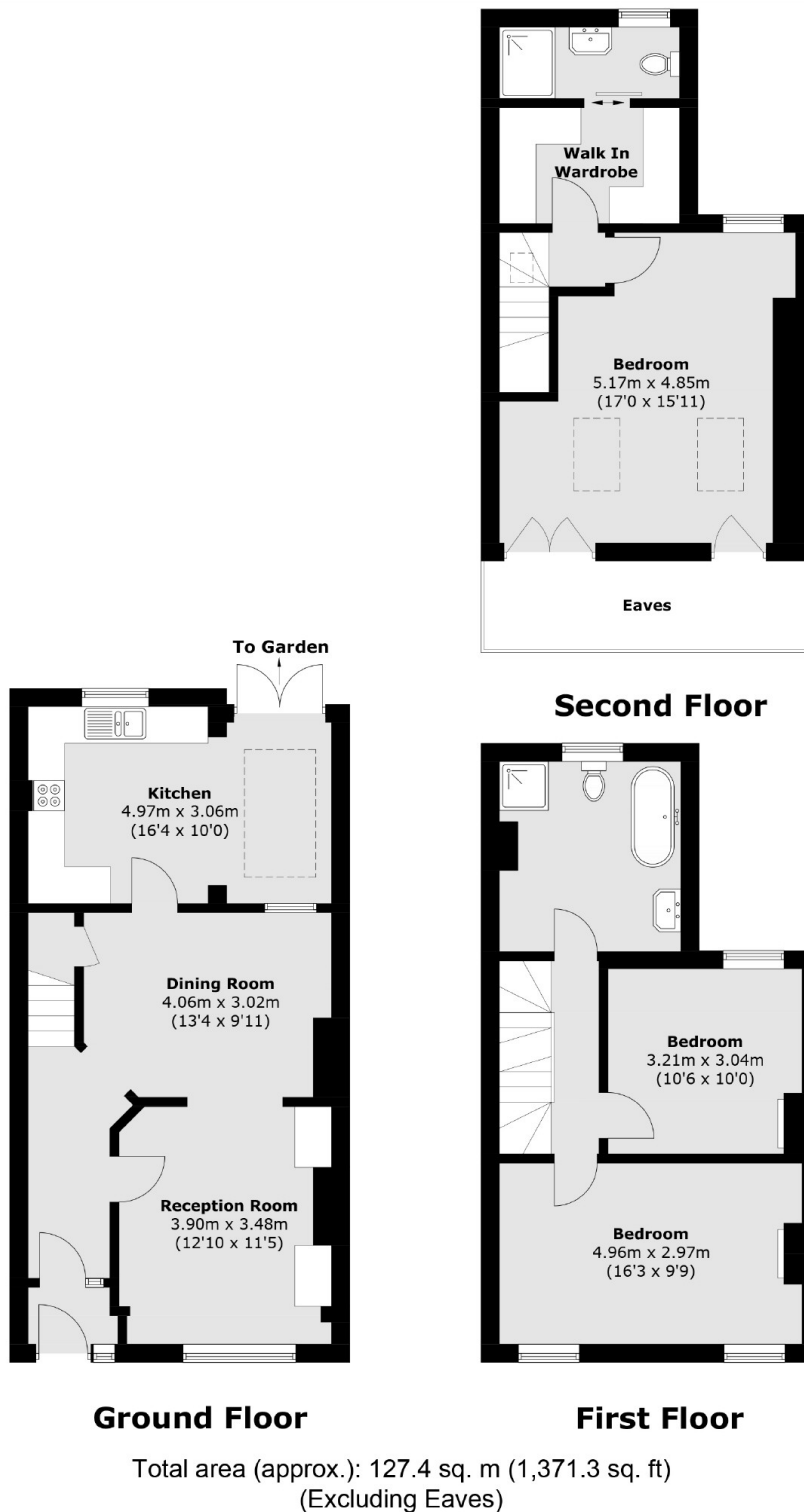 Walk In
Wardrobe
Bedroom
5.17m x 4.85m
(17'0 x 15'11)
Eaves
Second Floor
To Garden
Kitchen
4.97m x 3.06m
(16'4 x 10'0)
Dining Room
4.06m x 3.02m
(13'4 x 9'11)
Reception Room
3.90m x 3.48m
(12'10 x 11'5)
Ground Floor
Bedroom
3.21m x 3.04m
(10'6 x 10'0)
Bedroom
4.96m x 2.97m
(16'3 x 9'9)
First Floor
Total area (approx.): 127.4 sq. m (1,371.3 sq. ft)
(Excluding Eaves)